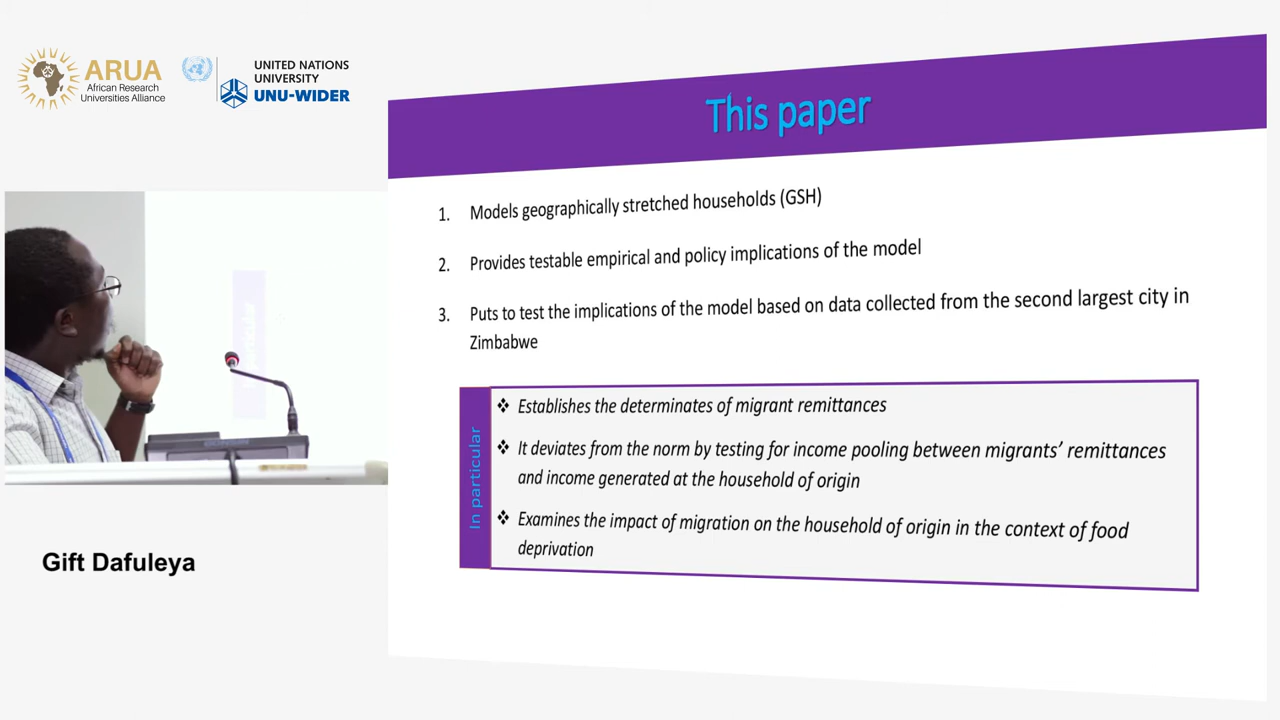 ARUA
African Research
Universities Alliance
UNITED NATIONS
UNIVERSITY
UNU-WIDER
This paper
1. Models geographically stretched households (GSH)
2. Provides testable empirical and policy implications of the model
3. Puts to test the implications of the model based on data collected from the second largest city in
Zimbabwe
In particular
❖ Establishes the determinates of migrant remittances
❖ It deviates from the norm by testing for income pooling between migrants’ remittances
and income generated at the household of origin
❖ Examines the impact of migration on the household of origin in the context of food
deprivation
Gift Dafuleya